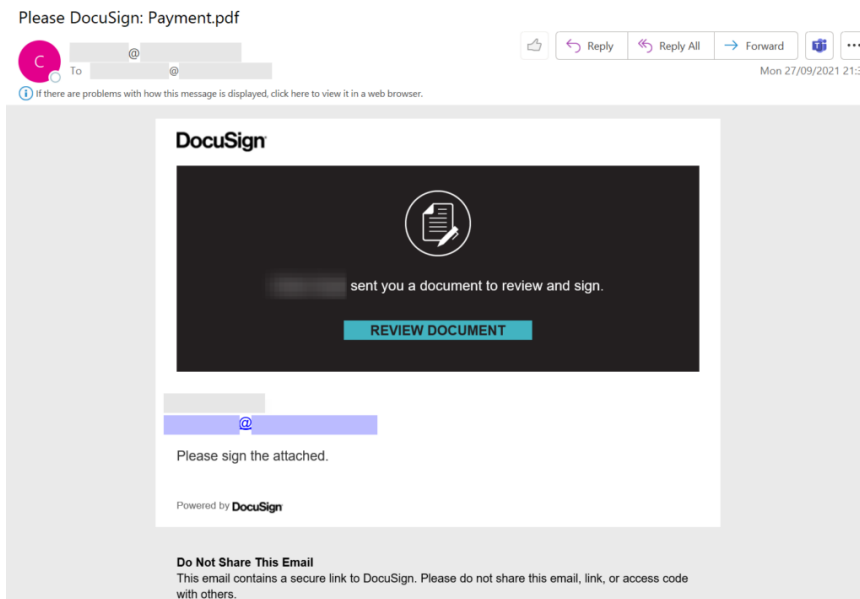 Please DocuSign: Payment.pdf
C
@
To @
Reply
Reply All
Forward
Mon 27/09/2021
If there are problems with how this message is displayed, click here to view it in a web browser.
DocuSign
sent you a document to review and sign.
REVIEW DOCUMENT
@
Please sign the attached.
Powered by DocuSign
Do Not Share This Email
This email contains a secure link to DocuSign. Please do not share this email, link, or access code
with others.